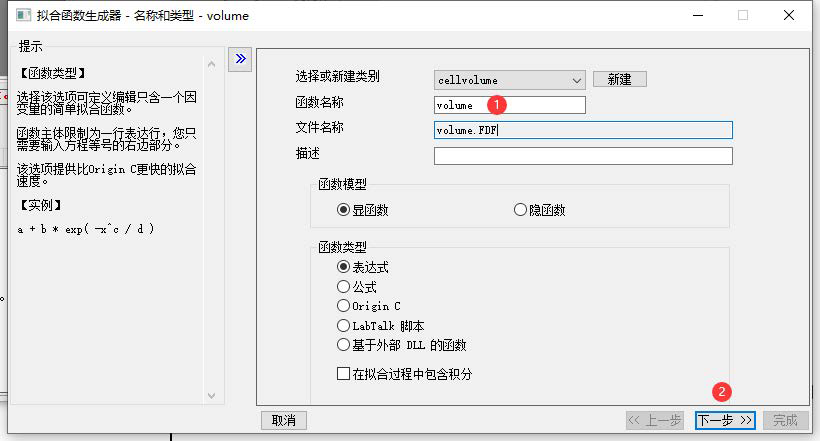 拟合函数生成器 - 名称和类型 - volume
提示
【函数类型】
选择该选项可定义编辑只含一个因
变量的简单拟合函数。
函数主体限制为一行表达行，您只
需要输入方程等号的右边部分。
该选项提供比Origin C更快的拟合
速度。
【实例】
a + b * exp( -x^c / d )
选择或新建类别
cellvolume
新建
函数名称
volume
1
文件名称
volume.FDF
描述
函数模型
显函数
隐函数
函数类型
表达式
公式
Origin C
LabTalk 脚本
基于外部 DLL 的函数
在拟合过程中包含积分
2
取消
<< 上一步
下一步 >>
完成